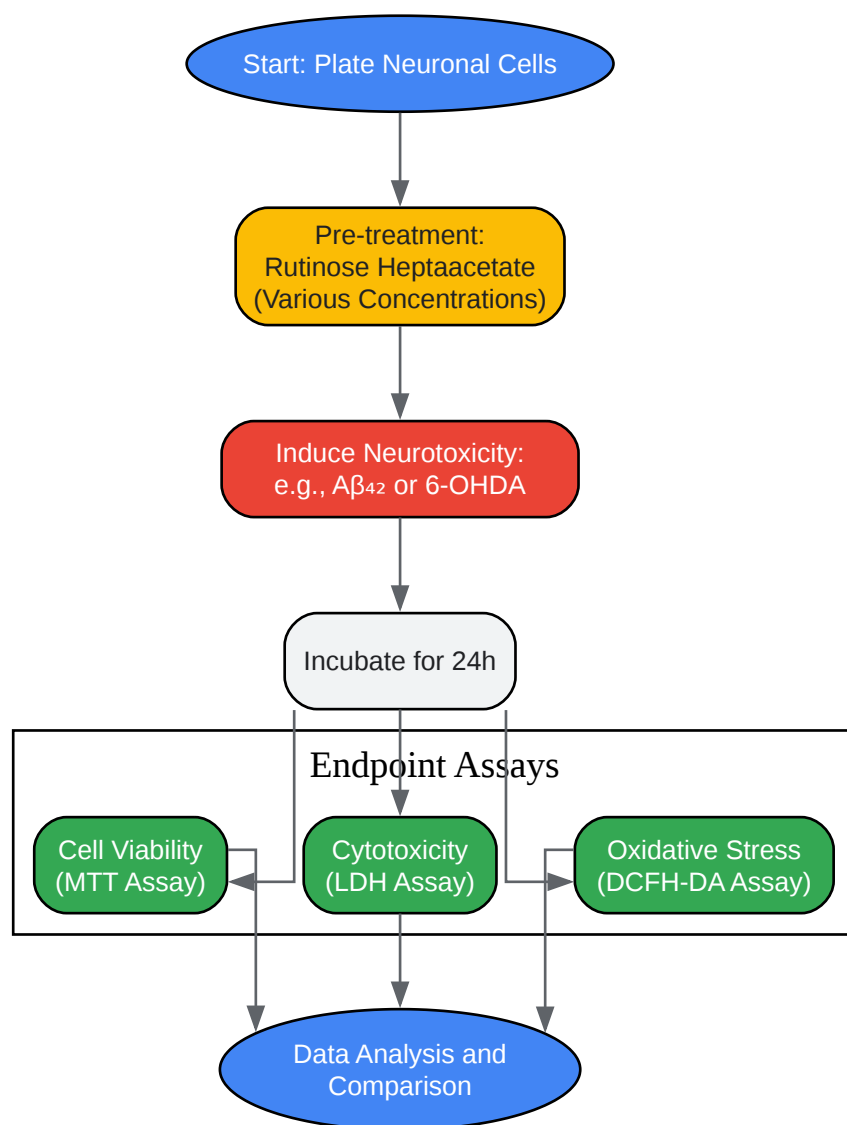 Start: Plate Neuronal Cells
Pre-treatment:
Rutinose Heptaacetate
(Various Concentrations)
Induce Neurotoxicity:
e.g., Aβ₄₂ or 6-OHDA
Incubate for 24h
Endpoint Assays
Cell Viability
(MTT Assay)
Cytotoxicity
(LDH Assay)
Oxidative Stress
(DCFH-DA Assay)
Data Analysis and
Comparison